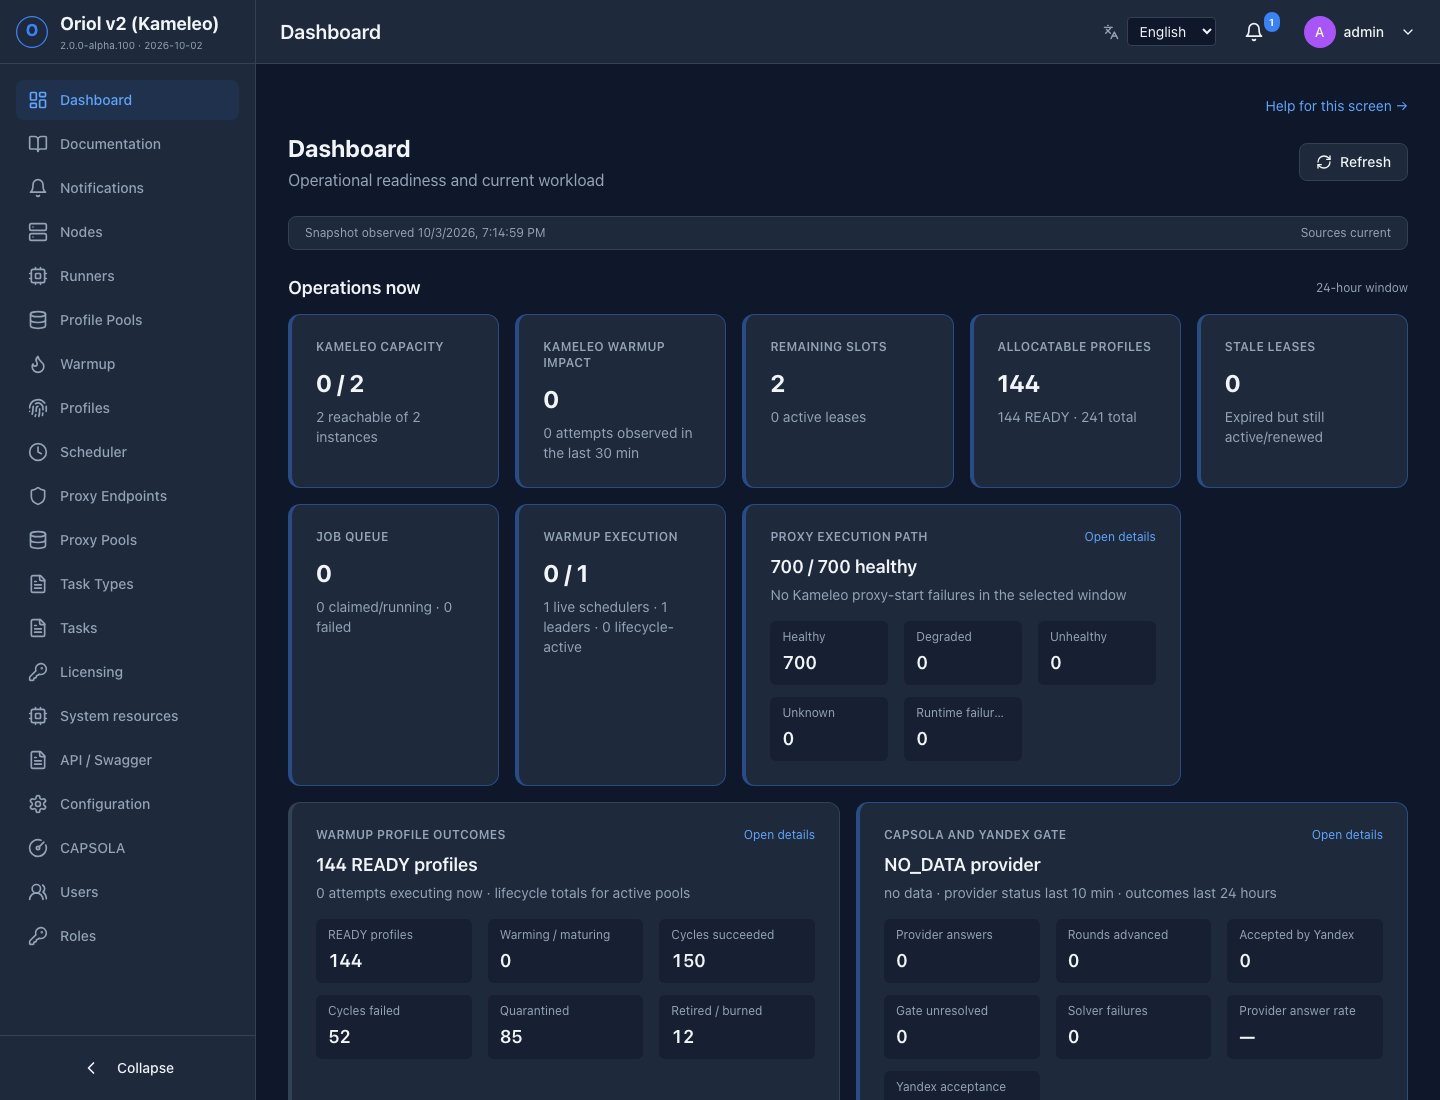 O
Oriol v2 (Kameleo)
2.0.0-alpha.100 · 2026-10-02
Dashboard
English
1
A
admin
Dashboard
Documentation
Notifications
Nodes
Runners
Profile Pools
Warmup
Profiles
Scheduler
Proxy Endpoints
Proxy Pools
Task Types
Tasks
Licensing
System resources
API / Swagger
Configuration
CAPSOLA
Users
Roles
Collapse
Help for this screen →
Dashboard
Operational readiness and current workload
Refresh
Snapshot observed 10/3/2026, 7:14:59 PM
Sources current
Operations now
24-hour window
KAMELEO CAPACITY
0 / 2
2 reachable of 2
instances
KAMELEO WARMUP
IMPACT
0
0 attempts observed in
the last 30 min
REMAINING SLOTS
2
0 active leases
ALLOCATABLE PROFILES
144
144 READY · 241 total
STALE LEASES
0
Expired but still
active/renewed
JOB QUEUE
0
0 claimed/running · 0
failed
WARMUP EXECUTION
0 / 1
1 live schedulers · 1
leaders · 0 lifecycle-
active
PROXY EXECUTION PATH
Open details
700 / 700 healthy
No Kameleo proxy-start failures in the selected window
Healthy
700
Degraded
0
Unhealthy
0
Unknown
0
Runtime failur...
0
WARMUP PROFILE OUTCOMES
Open details
144 READY profiles
0 attempts executing now · lifecycle totals for active pools
READY profiles
144
Warming / maturing
0
Cycles succeeded
150
Cycles failed
52
Quarantined
85
Retired / burned
12
CAPSOLA AND YANDEX GATE
Open details
NO_DATA provider
no data · provider status last 10 min · outcomes last 24 hours
Provider answers
0
Rounds advanced
0
Accepted by Yandex
0
Gate unresolved
0
Solver failures
0
Provider answer rate
—
Yandex acceptance